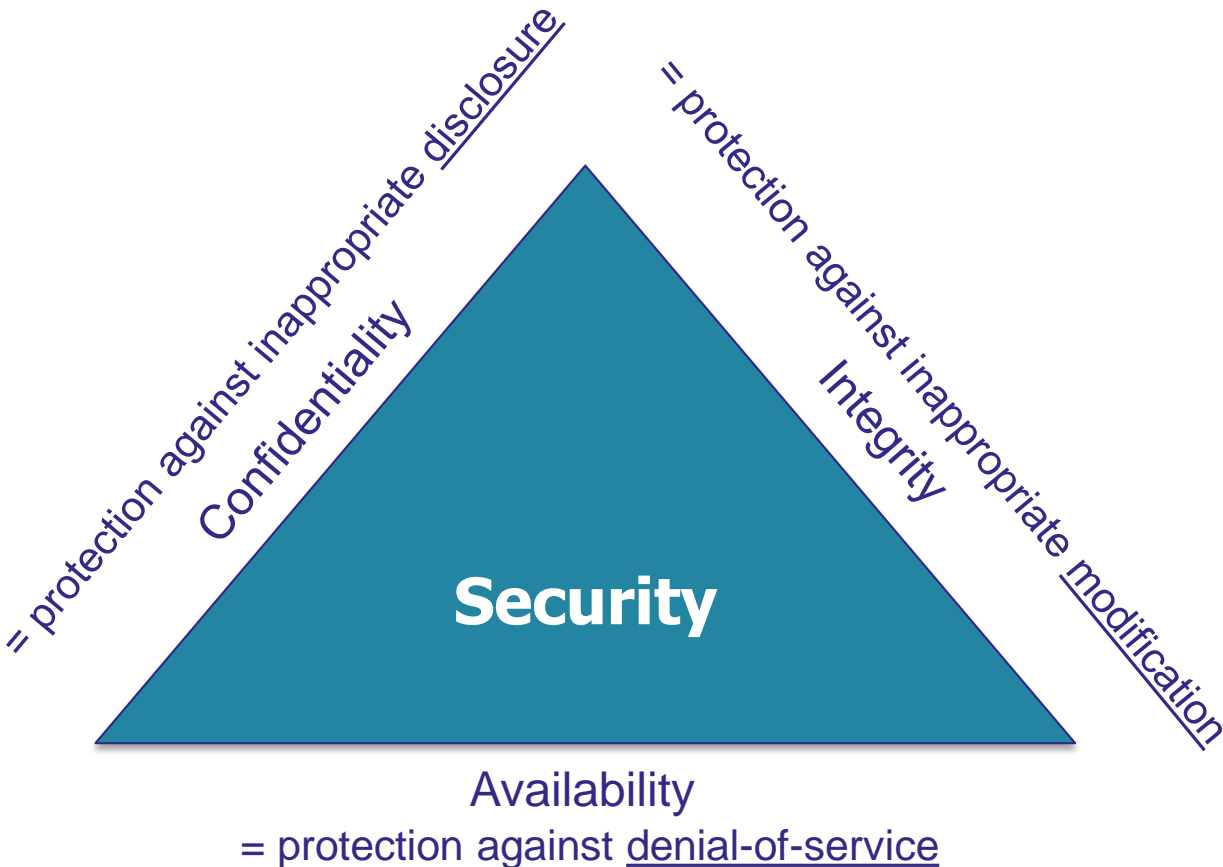 = protection against inappropriate disclosure
Confidentiality
= protection against inappropriate modification
Integrity
Security
Availability
= protection against denial-of-service